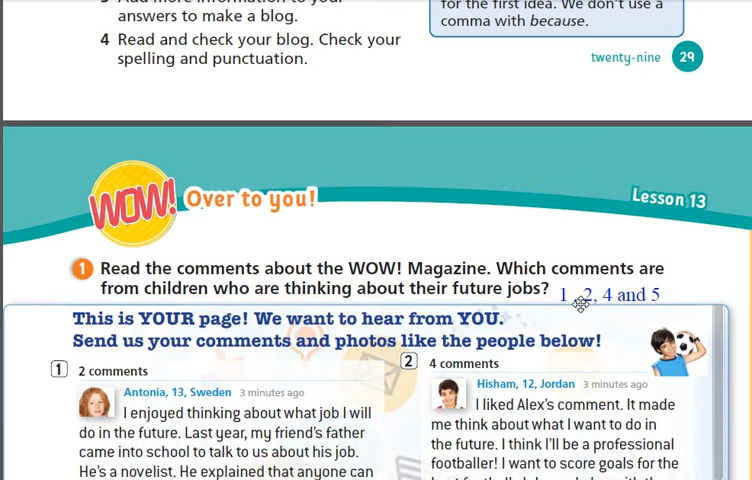 3 Add more information to your
answers to make a blog.
4 Read and check your blog. Check your
spelling and punctuation.
for the first idea. We don't use a
comma with because.
twenty-nine 29
WOW! Over to you!
Lesson 13
1 Read the comments about the WOW! Magazine. Which comments are
from children who are thinking about their future jobs? 1 , 2, 4 and 5
This is YOUR page! We want to hear from YOU.
Send us your comments and photos like the people below!
1 2 comments
Antonia, 13, Sweden 3 minutes ago
I enjoyed thinking about what job I will
do in the future. Last year, my friend's father
came into school to talk to us about his job.
He's a novelist. He explained that anyone can
2 4 comments
Hisham, 12, Jordan 3 minutes ago
I liked Alex's comment. It made
me think about what I want to do in
the future. I think I'll be a professional
footballer! I want to score goals for the